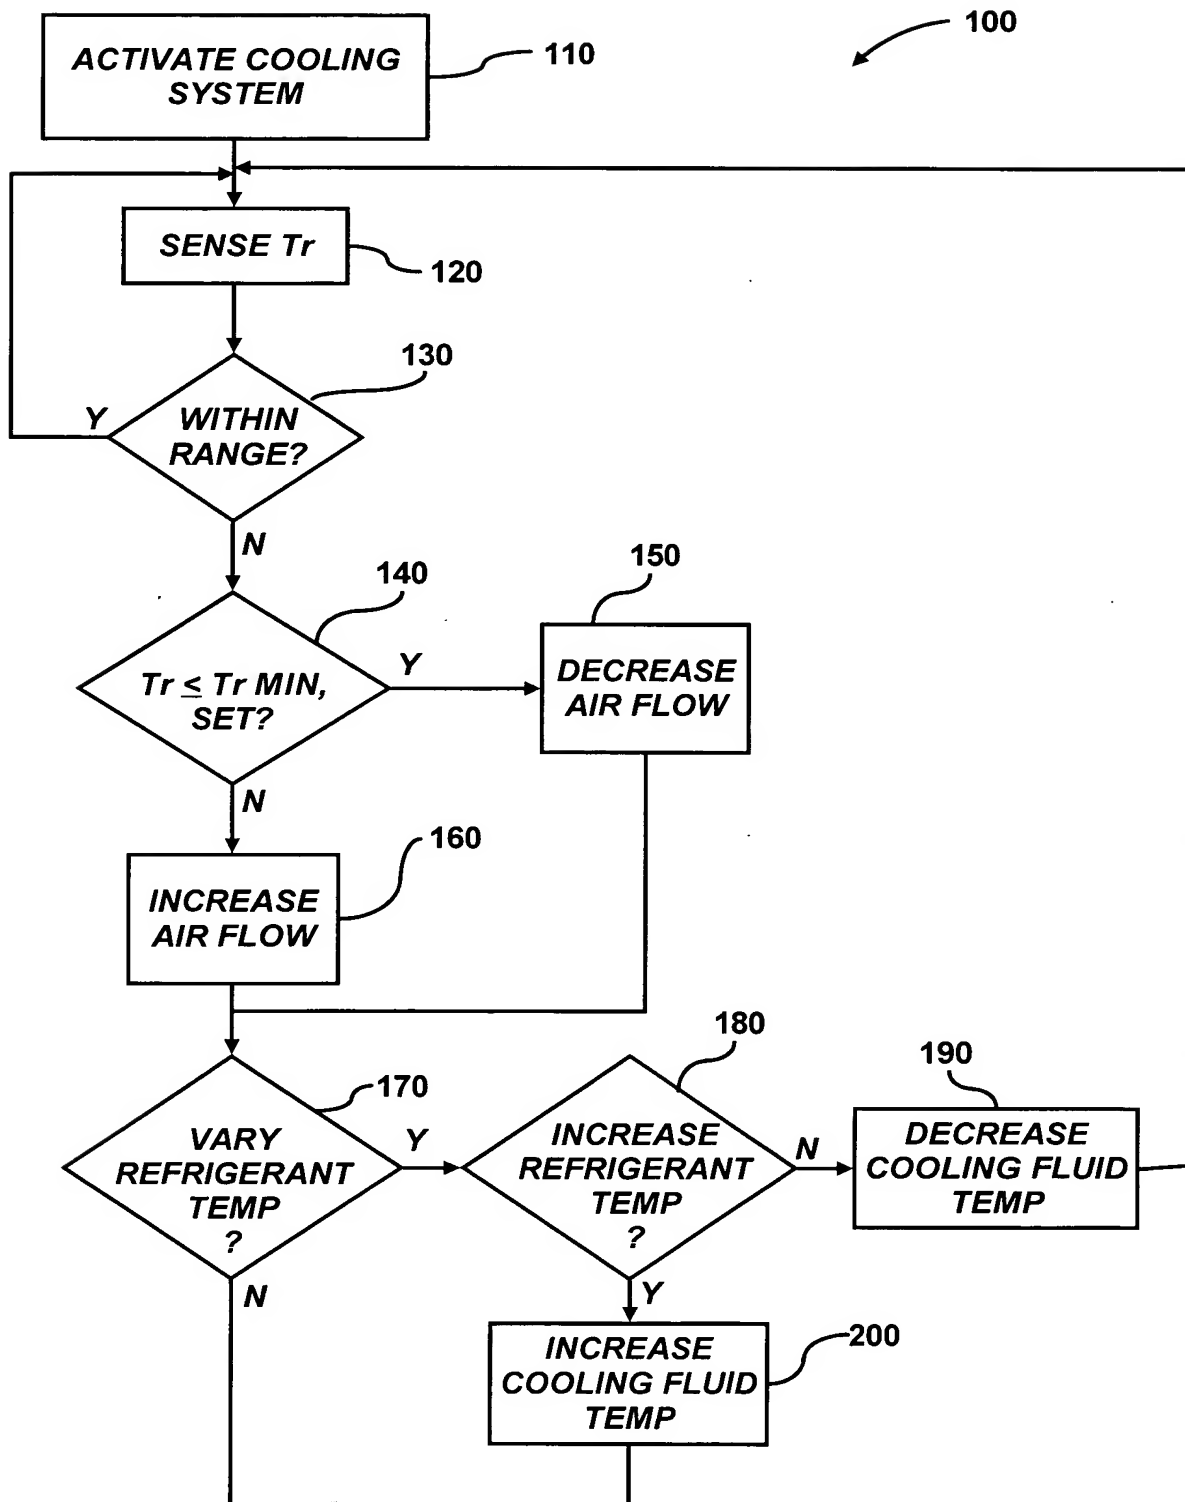 100
ACTIVATE COOLING
SYSTEM
110
SENSE Tr
120
130
Y
WITHIN
RANGE?
N
140
150
Tr ≤ Tr MIN,
SET?
Y
DECREASE
AIR FLOW
N
160
INCREASE
AIR FLOW
170
180
190
VARY
REFRIGERANT
TEMP
?
Y
INCREASE
REFRIGERANT
TEMP
?
N
DECREASE
COOLING FLUID
TEMP
N
Y
200
INCREASE
COOLING FLUID
TEMP